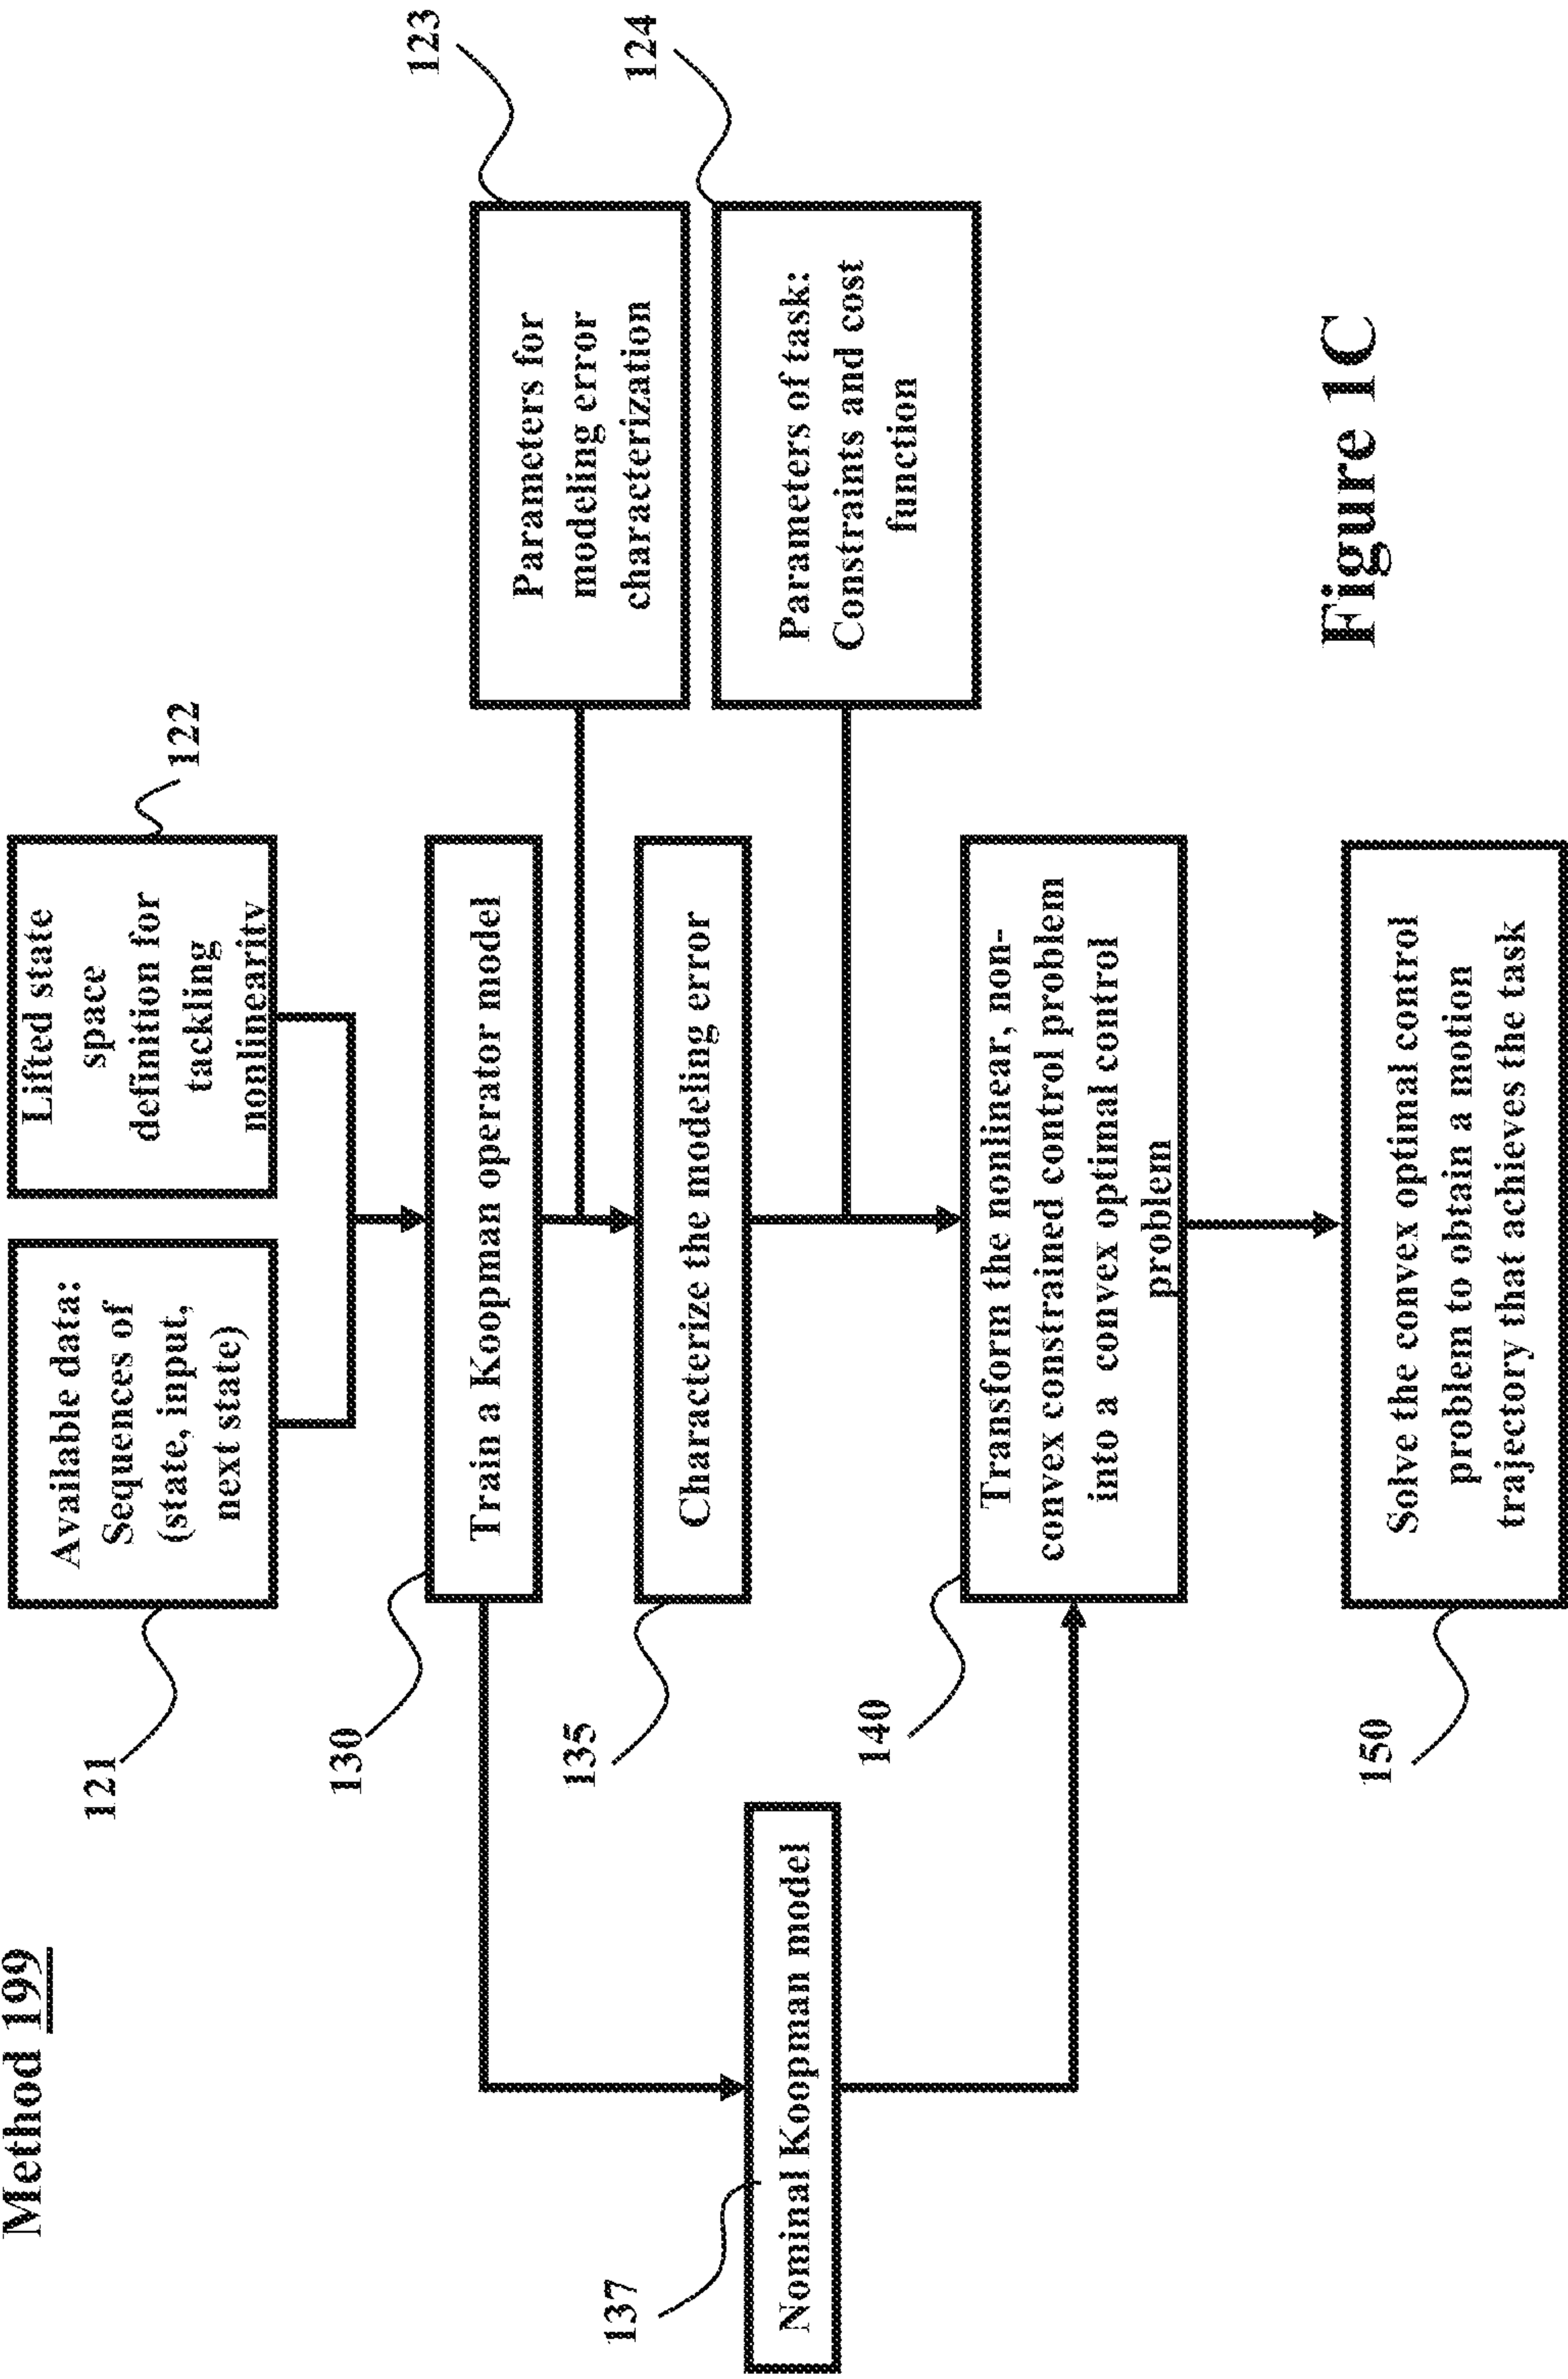 Method 199
121
Available data:
Sequences of
(state, input,
next state)
Lifted state
space
definition for
tackling
nonlinearity
122
130
Train a Koopman operator model
123
Parameters for
modeling error
characterization
135
Characterize the modeling error
124
Parameters of task:
Constraints and cost
function
137
Nominal Koopman model
140
Transform the nonlinear, non-
convex constrained control problem
into a convex optimal control
problem
150
Solve the convex optimal control
problem to obtain a motion
trajectory that achieves the task
Figure 1C